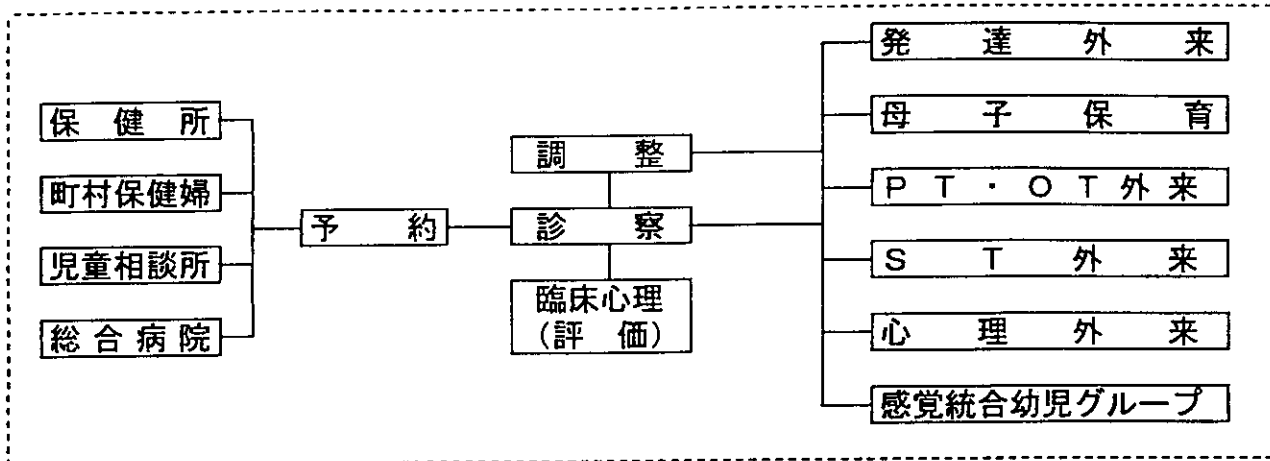 保健所
町村保健婦
児童相談所
総合病院
予約
調整
診察
臨床心理
(評価)
発達外来
母子保育
PT・OT外来
ST外来
心理外来
感覚統合幼児グループ